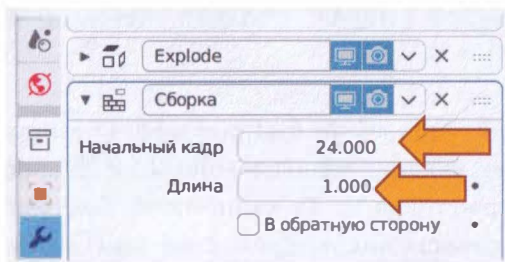 Explode
Сборка
Начальный кадр 24.000
Длина 1.000
В обратную сторону